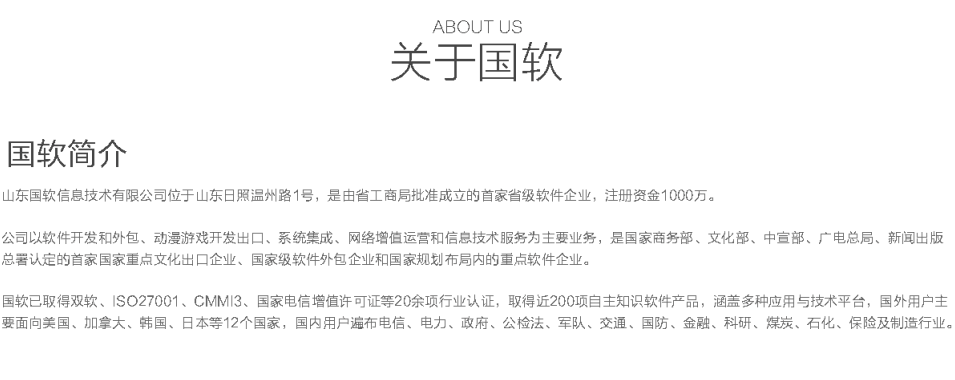 ABOUT US
关于国软
国软简介
山东国软信息技术有限公司位于山东日照温州路1号，是由省工商局批准成立的首家省级软件企业，注册资金1000万。
公司以软件开发和外包、动漫游戏开发出口、系统集成、网络增值运营和信息技术服务为主要业务，是国家商务部、文化部、中宣部、广电总局、新闻出版
总署认定的首家国家重点文化出口企业、国家级软件外包企业和国家规划布局内的重点软件企业。
国软已取得双软、ISO27001、CMMI3、国家电信增值许可证等20余项行业认证，取得近200项自主知识软件产品，涵盖多种应用与技术平台，国外用户主
要面向美国、加拿大、韩国、日本等12个国家，国内用户遍布电信、电力、政府、公检法、军队、交通、国防、金融、科研、煤炭、石化、保险及制造行业。